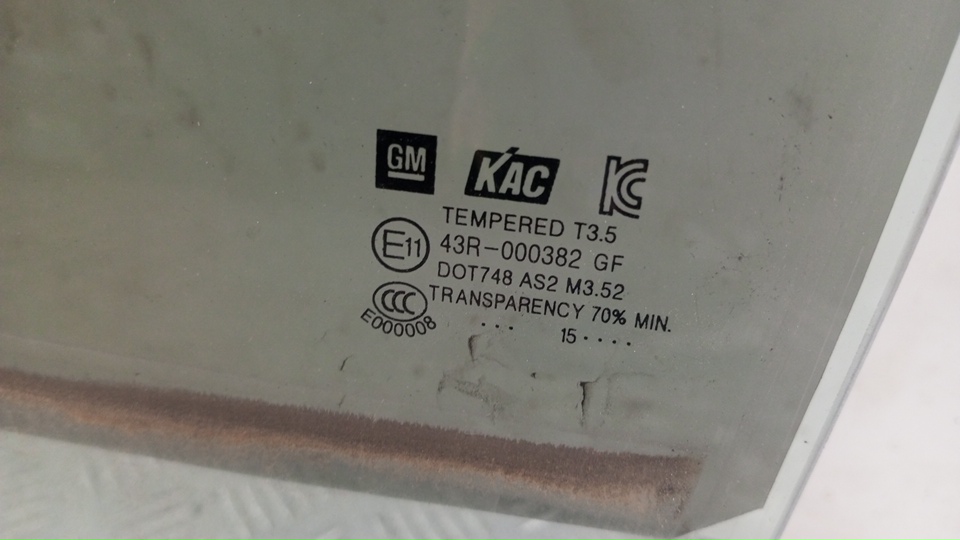 GM KAC KC
TEMPERED T3.5
E11 43R-000382 GF
DOT748 AS2 M3.52
CCC TRANSPARENCY 70% MIN.
E000008 ··· 15····